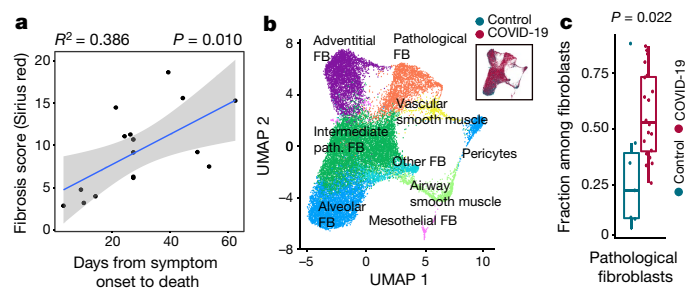 a
R² = 0.386
P = 0.010
Fibrosis score (Sirius red)
20
15
10
5
0
20
40
60
Days from symptom
onset to death
b
Control
COVID-19
UMAP 2
8
4
0
−4
−8
Adventitial
FB
Pathological
FB
Vascular
smooth muscle
Intermediate
path. FB
Pericytes
Other FB
Airway
smooth muscle
Alveolar
FB
Mesothelial FB
−5
0
5
10
UMAP 1
c
P = 0.022
Fraction among fibroblasts
0.75
0.50
0.25
0
Pathological
fibroblasts
Control
COVID-19